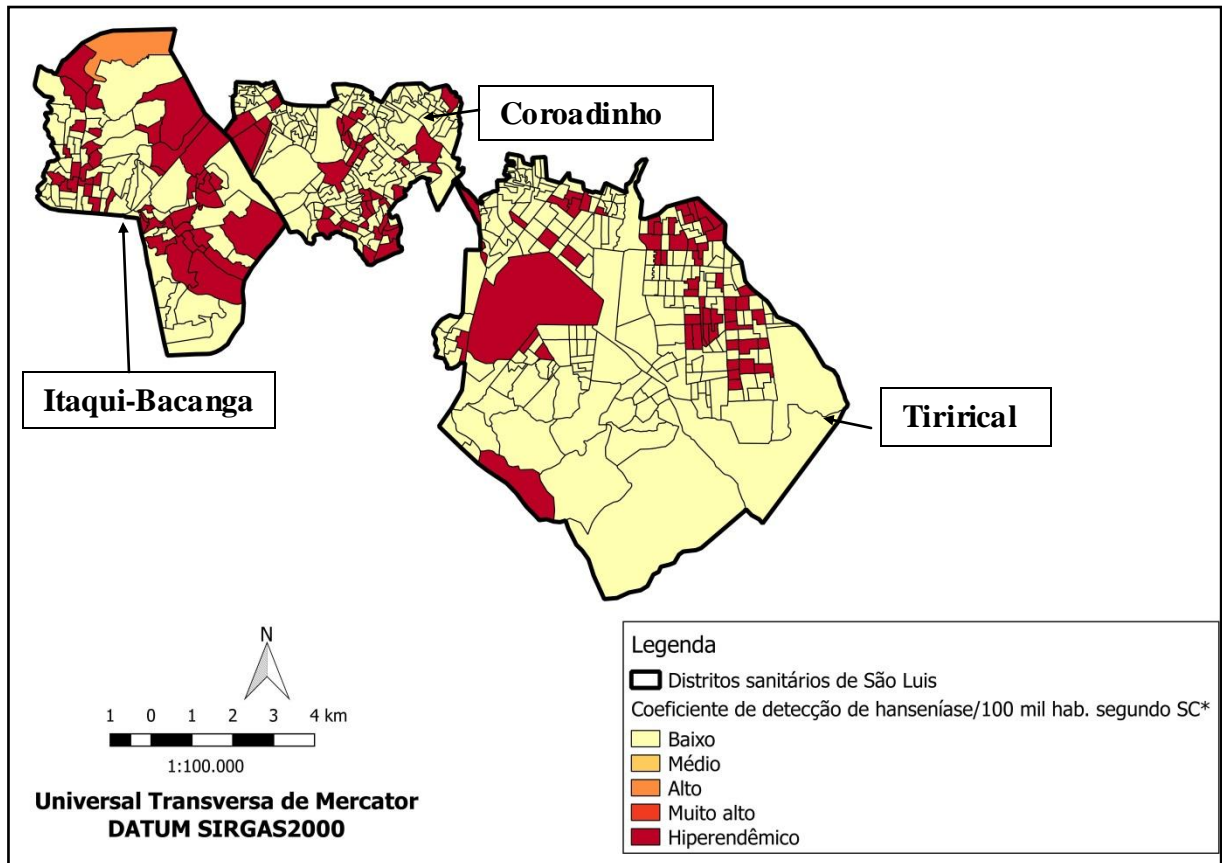 Coroadinho
Itaqui-Bacanga
Tirirical
N
1 0 1 2 3 4 km
1:100.000
Universal Transversa de Mercator
DATUM SIRGAS2000
Legenda
Distritos sanitários de São Luis
Coeficiente de detecção de hanseníase/100 mil hab. segundo SC*
Baixo
Médio
Alto
Muito alto
Hiperendêmico